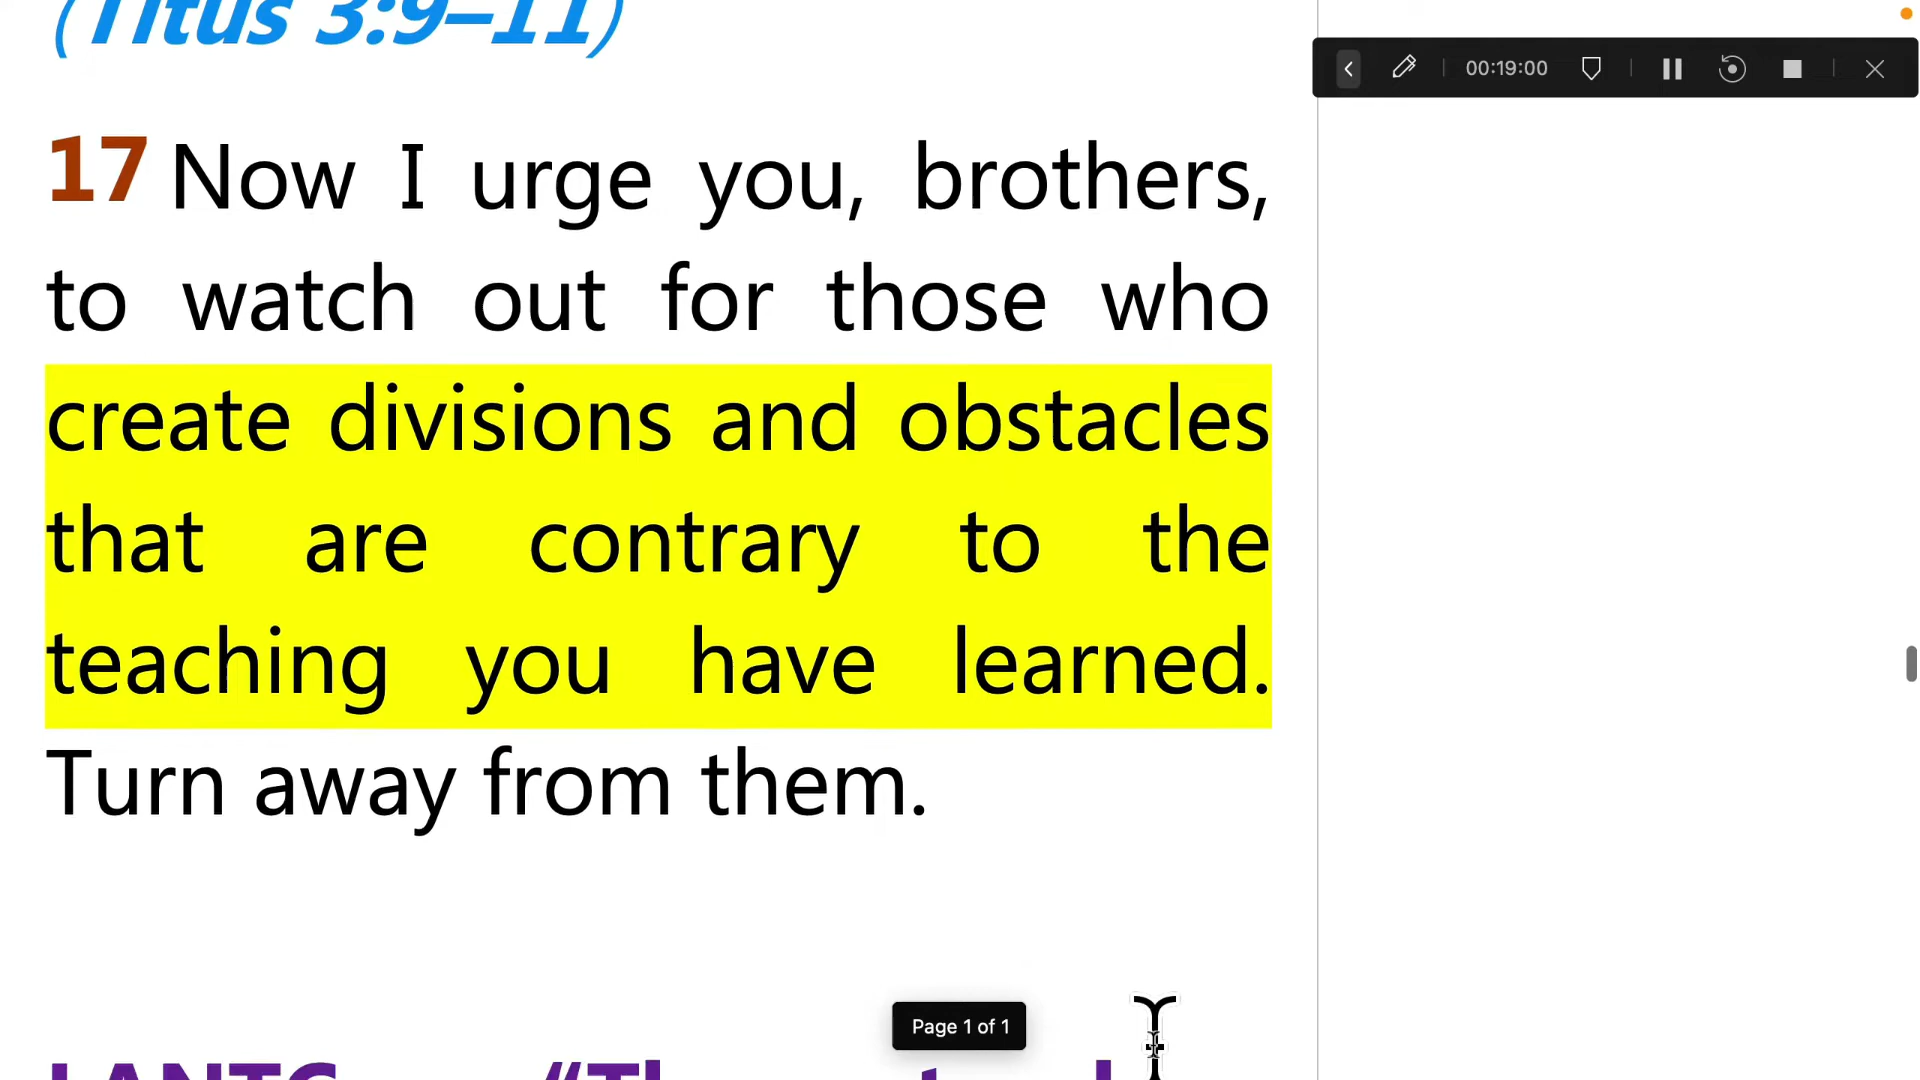 (Titus 3:9–11)
00:19:00
17 Now I urge you, brothers,
to watch out for those who
create divisions and obstacles
that are contrary to the
teaching you have learned.
Turn away from them.
Page 1 of 1